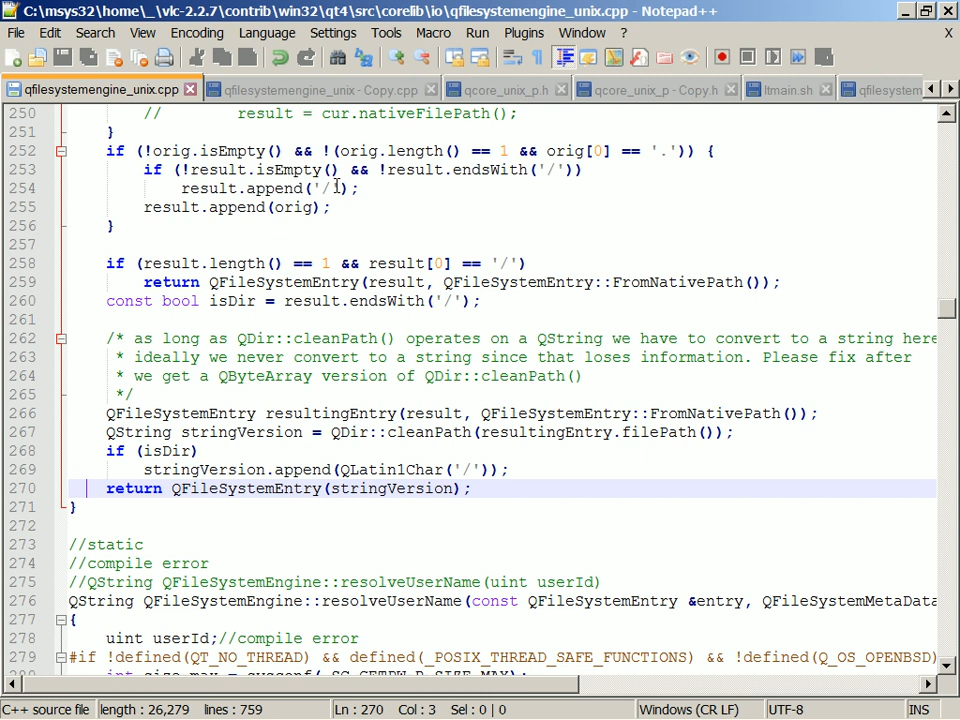 C:\msys32\home\_\vlc-2.2.7\contrib\win32\qt4\src\corelib\io\qfilesystemengine_unix.cpp - Notepad++
File Edit Search View Encoding Language Settings Tools Macro Run Plugins Window ? X
qfilesystemengine_unix.cpp qfilesystemengine_unix - Copy.cpp qcore_unix_p.h qcore_unix_p - Copy.h ltmain.sh qfilesystem
250 // result = cur.nativeFilePath();
251 }
252 if (!orig.isEmpty() && !(orig.length() == 1 && orig[0] == '.')) {
253 if (!result.isEmpty() && !result.endsWith('/'))
254 result.append('/');
255 result.append(orig);
256 }
257
258 if (result.length() == 1 && result[0] == '/')
259 return QFileSystemEntry(result, QFileSystemEntry::FromNativePath());
260 const bool isDir = result.endsWith('/');
261
262 /* as long as QDir::cleanPath() operates on a QString we have to convert to a string here
263 * ideally we never convert to a string since that loses information. Please fix after
264 * we get a QByteArray version of QDir::cleanPath()
265 */
266 QFileSystemEntry resultingEntry(result, QFileSystemEntry::FromNativePath());
267 QString stringVersion = QDir::cleanPath(resultingEntry.filePath());
268 if (isDir)
269 stringVersion.append(QLatin1Char('/'));
270 return QFileSystemEntry(stringVersion);
271 }
272
273 //static
274 //compile error
275 //QString QFileSystemEngine::resolveUserName(uint userId)
276 QString QFileSystemEngine::resolveUserName(const QFileSystemEntry &entry, QFileSystemMetaData
277 {
278 uint userId;//compile error
279 #if !defined(QT_NO_THREAD) && defined(_POSIX_THREAD_SAFE_FUNCTIONS) && !defined(Q_OS_OPENBSD)
C++ source file length : 26,279 lines : 759 Ln : 270 Col : 3 Sel : 0 | 0 Windows (CR LF) UTF-8 INS